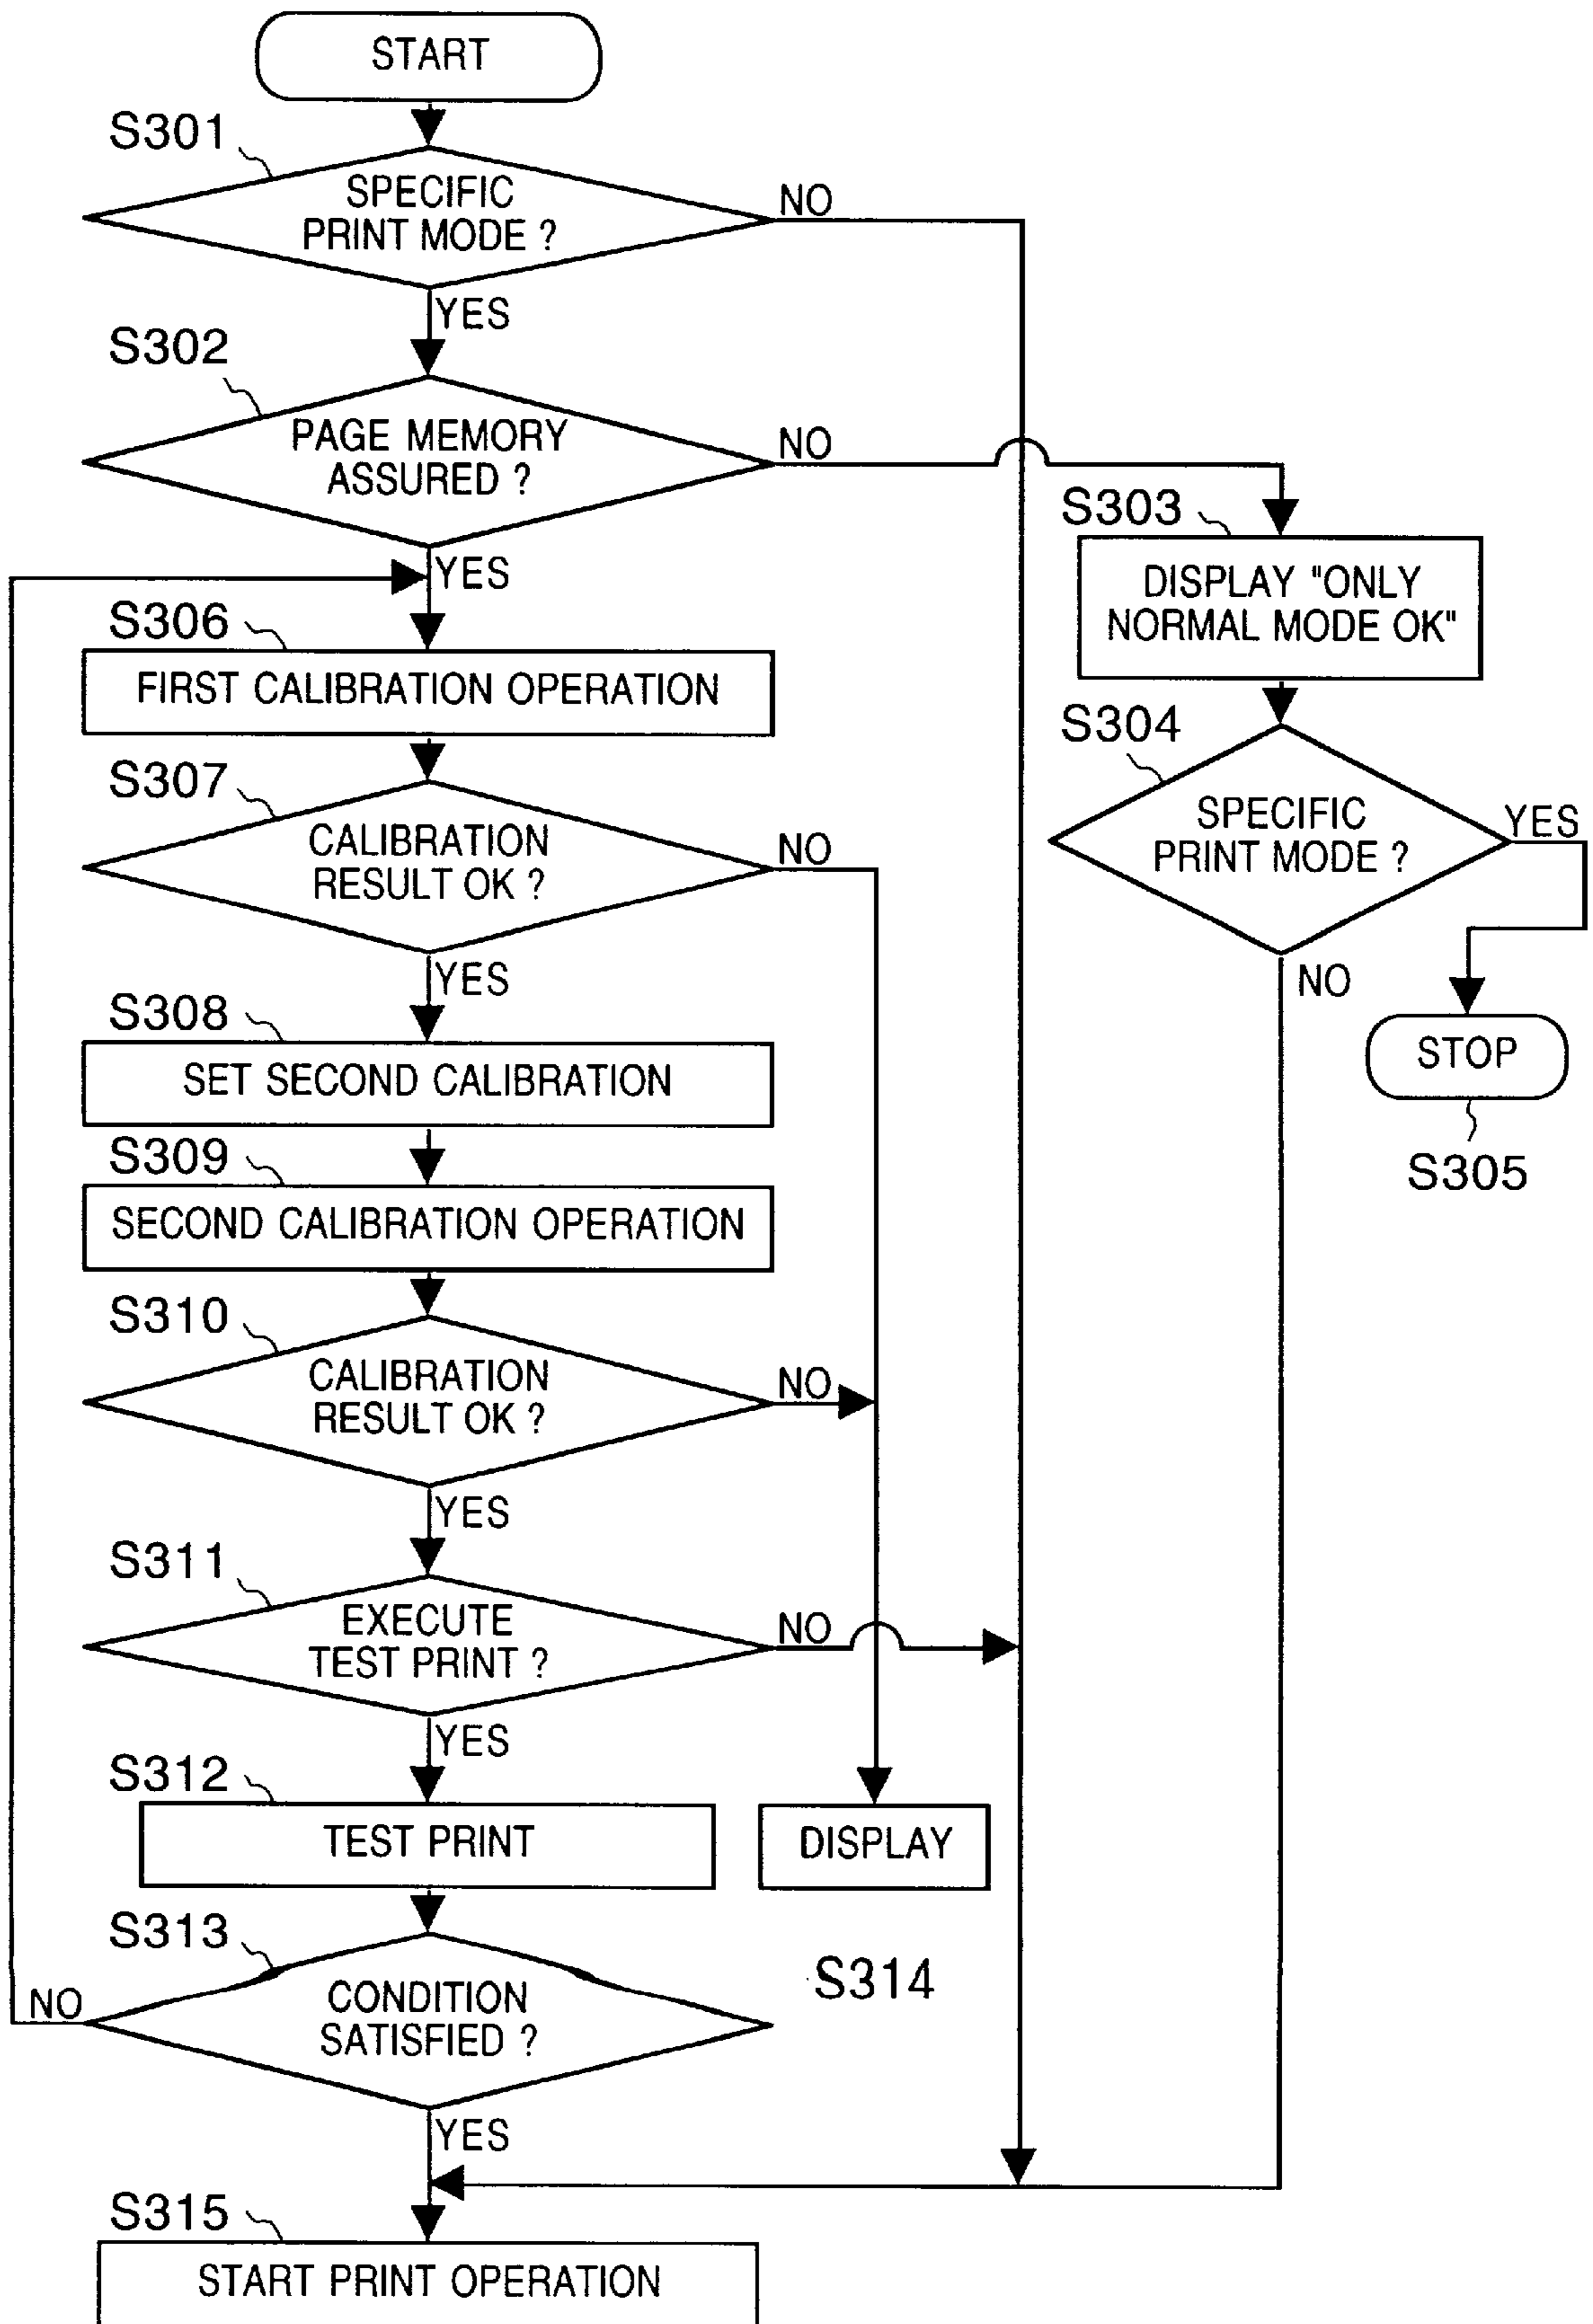 START
S301
SPECIFIC
PRINT MODE ?
NO
YES
S302
PAGE MEMORY
ASSURED ?
NO
YES
S303
DISPLAY "ONLY
NORMAL MODE OK"
S304
SPECIFIC
PRINT MODE ?
YES
NO
STOP
S305
S306
FIRST CALIBRATION OPERATION
S307
CALIBRATION
RESULT OK ?
NO
YES
S308
SET SECOND CALIBRATION
S309
SECOND CALIBRATION OPERATION
S310
CALIBRATION
RESULT OK ?
NO
YES
S311
EXECUTE
TEST PRINT ?
NO
YES
S312
TEST PRINT
DISPLAY
S314
S313
CONDITION
SATISFIED ?
NO
YES
S315
START PRINT OPERATION